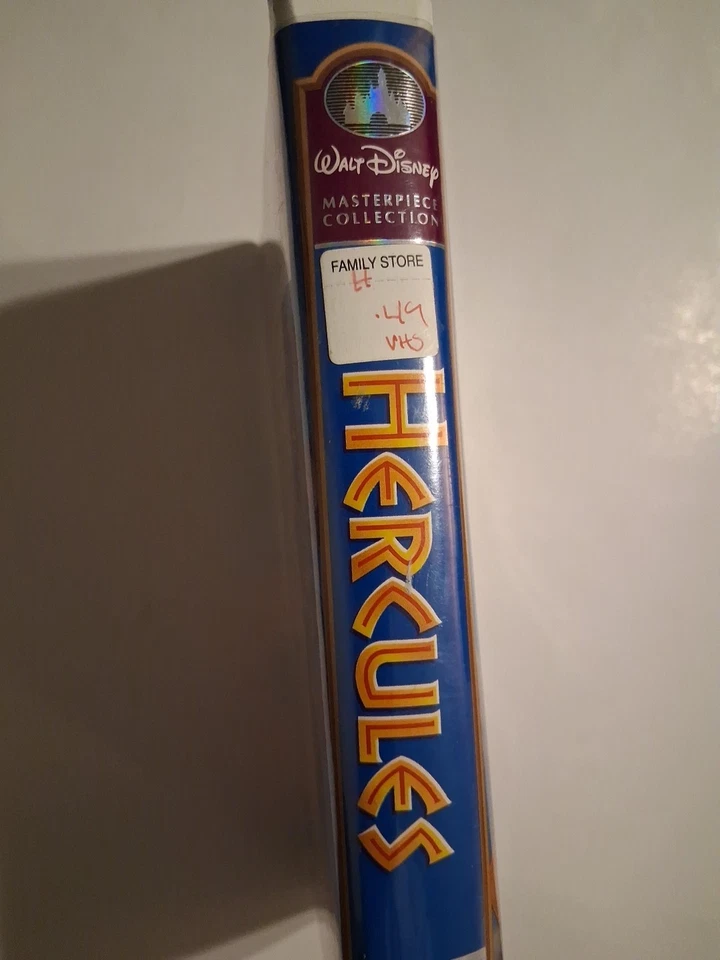 WALT DISNEY
MASTERPIECE
COLLECTION
FAMILY STORE
.49
VHS
HERCULES